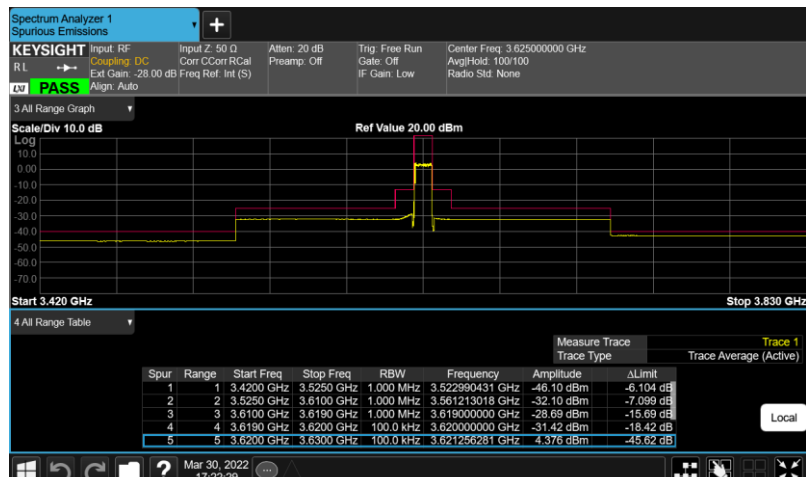 Spectrum Analyzer 1
Spurious Emissions
+
KEYSIGHT Input: RF Input Z: 50 Ω Atten: 20 dB Trig: Free Run Center Freq: 3.625000000 GHz
RL Coupling: DC Corr CCorr RCal Preamp: Off Gate: Off Avg|Hold: 100/100
Ext Gain: -28.00 dB Freq Ref: Int (S) IF Gain: Low Radio Std: None
LXI PASS Align: Auto
3 All Range Graph
Scale/Div 10.0 dB Ref Value 20.00 dBm
Log
10.0
0.00
-10.0
-20.0
-30.0
-40.0
-50.0
-60.0
-70.0
Start 3.420 GHz Stop 3.830 GHz
4 All Range Table
Measure Trace Trace 1
Trace Type Trace Average (Active)
Spur Range Start Freq Stop Freq RBW Frequency Amplitude ΔLimit
1 1 3.4200 GHz 3.5250 GHz 1.000 MHz 3.522990431 GHz -46.10 dBm -6.104 dB
2 2 3.5250 GHz 3.6100 GHz 1.000 MHz 3.561213018 GHz -32.10 dBm -7.099 dB
3 3 3.6100 GHz 3.6190 GHz 1.000 MHz 3.619000000 GHz -28.69 dBm -15.69 dB
4 4 3.6190 GHz 3.6200 GHz 100.0 kHz 3.620000000 GHz -31.42 dBm -18.42 dB
5 5 3.6200 GHz 3.6300 GHz 100.0 kHz 3.621256281 GHz 4.376 dBm -45.62 dB
Local
? Mar 30, 2022